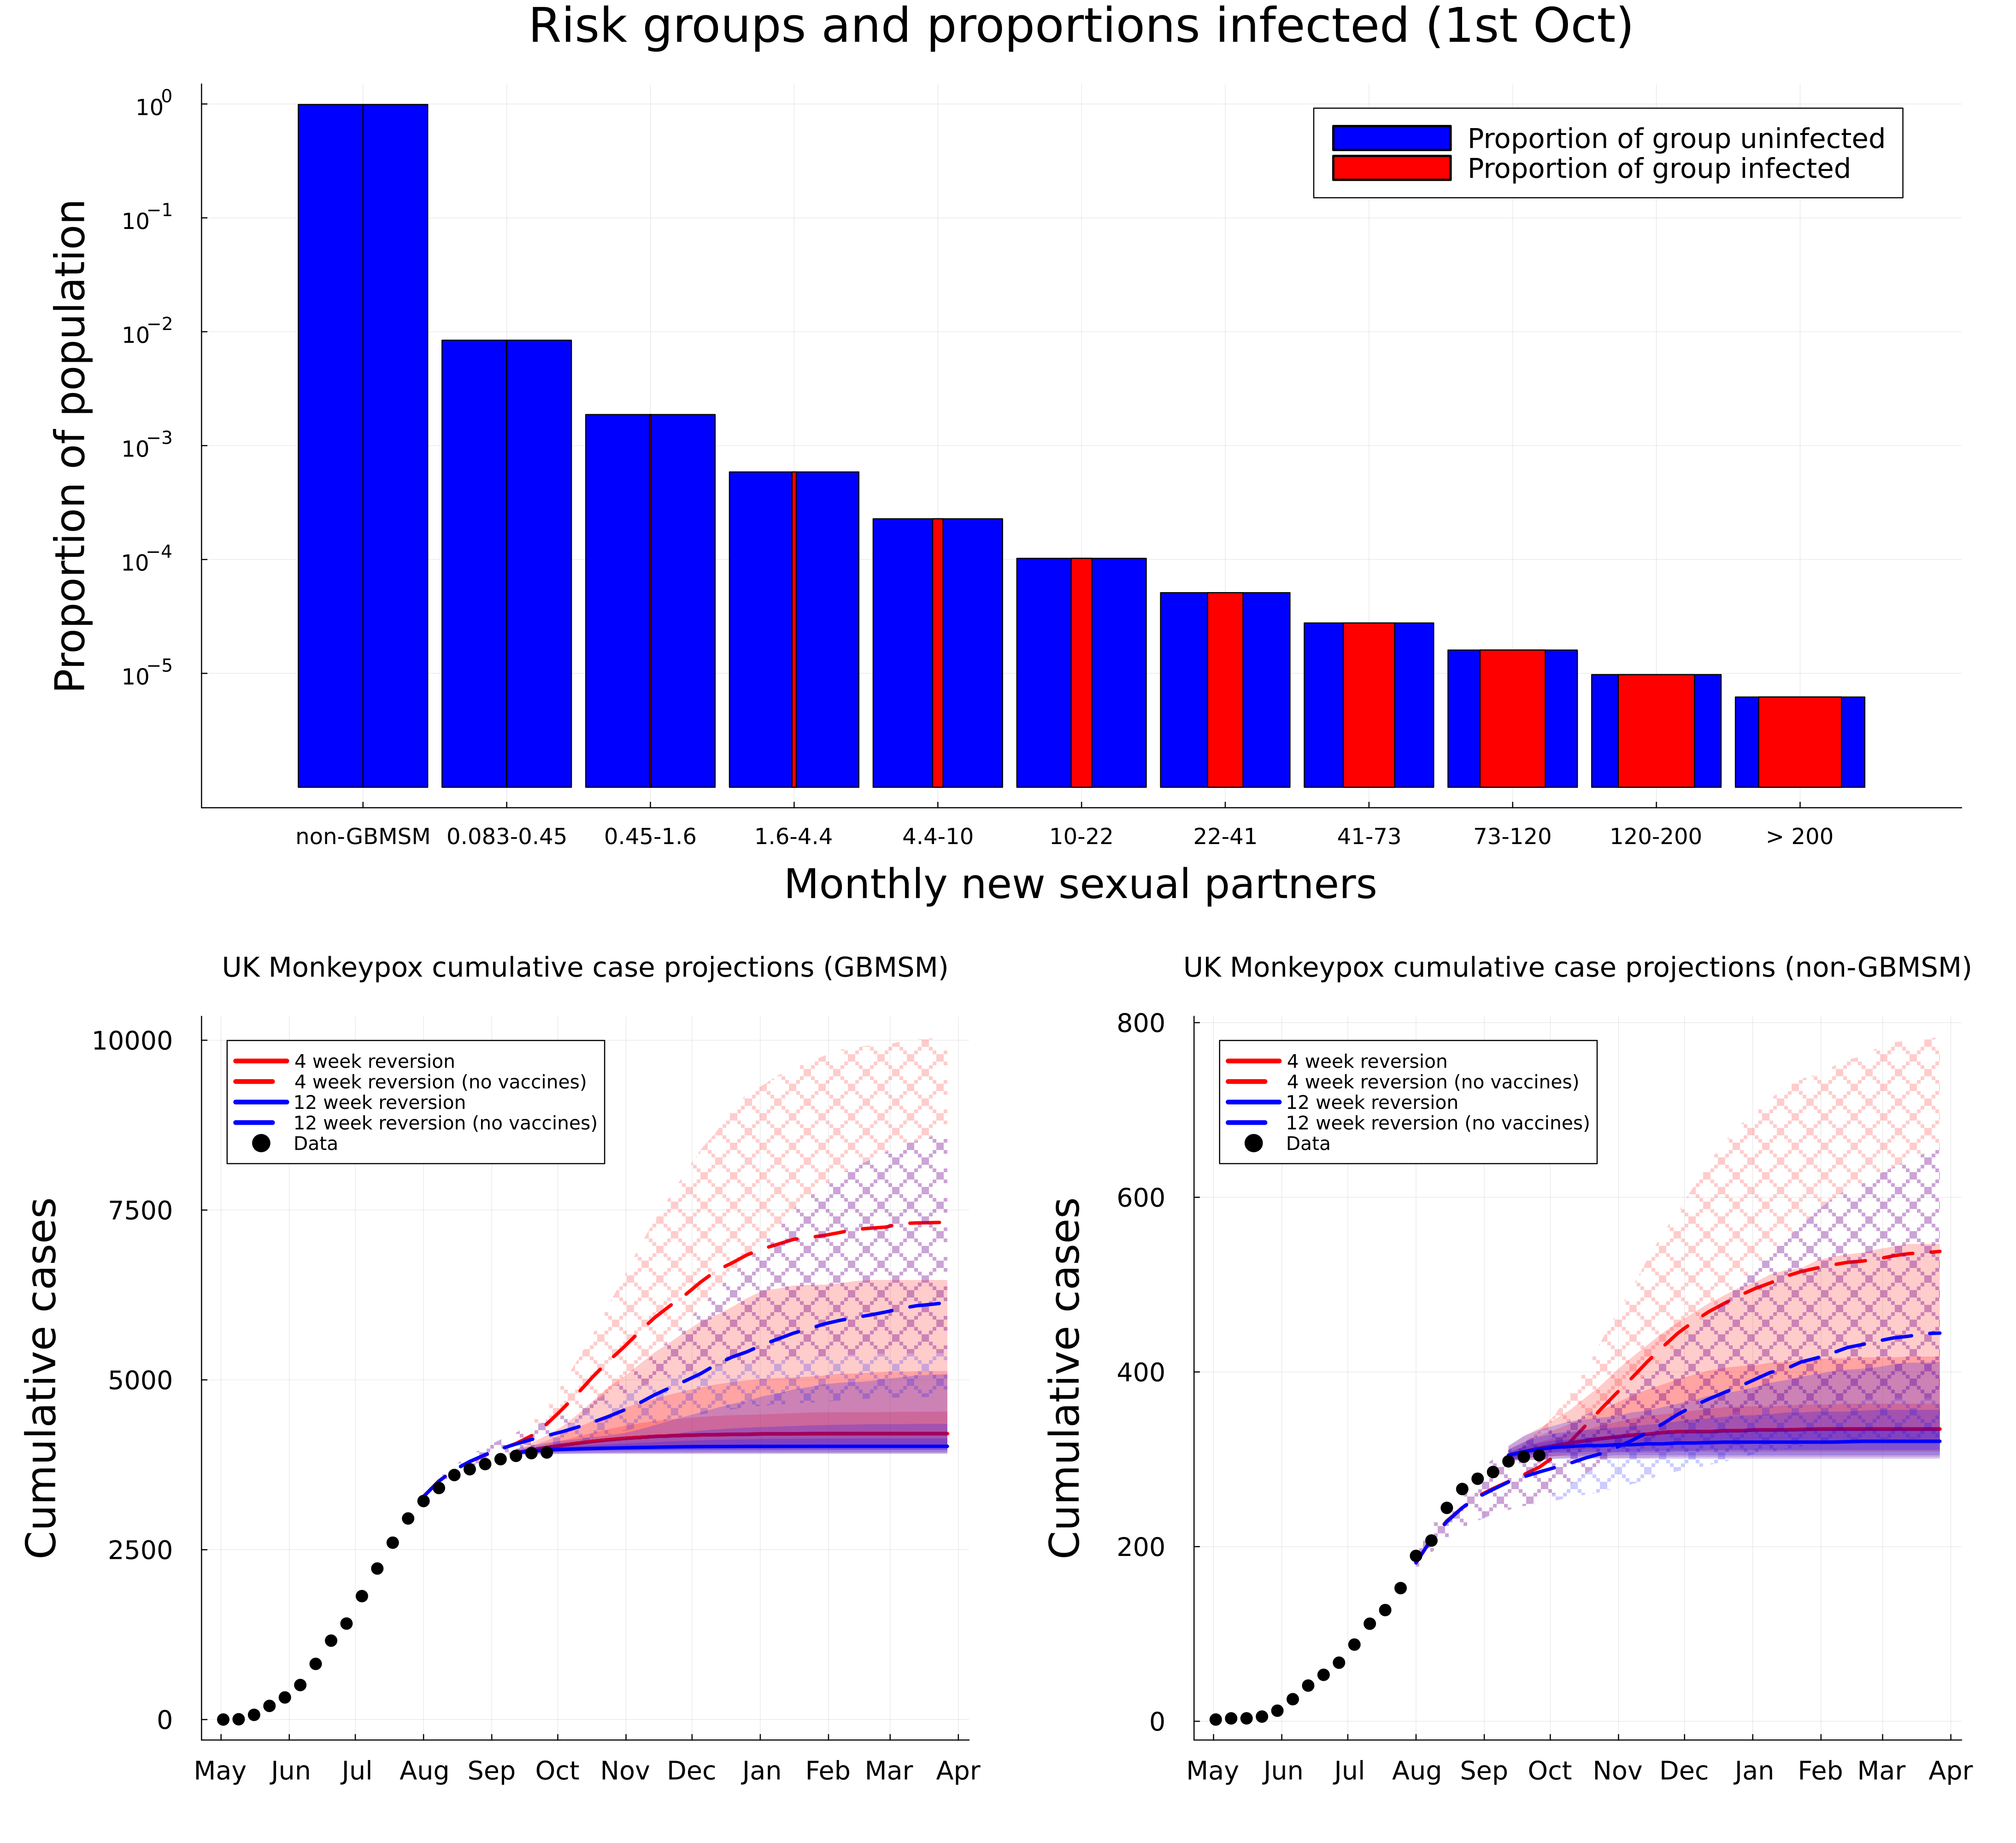 Risk groups and proportions infected (1st Oct)
Proportion of population
10^0
10^−1
10^−2
10^−3
10^−4
10^−5
Proportion of group uninfected
Proportion of group infected
non-GBMSM 0.083-0.45 0.45-1.6 1.6-4.4 4.4-10 10-22 22-41 41-73 73-120 120-200 > 200
Monthly new sexual partners
UK Monkeypox cumulative case projections (GBMSM)
Cumulative cases
10000
7500
5000
2500
0
4 week reversion
4 week reversion (no vaccines)
12 week reversion
12 week reversion (no vaccines)
Data
May Jun Jul Aug Sep Oct Nov Dec Jan Feb Mar Apr
UK Monkeypox cumulative case projections (non-GBMSM)
Cumulative cases
800
600
400
200
0
4 week reversion
4 week reversion (no vaccines)
12 week reversion
12 week reversion (no vaccines)
Data
May Jun Jul Aug Sep Oct Nov Dec Jan Feb Mar Apr